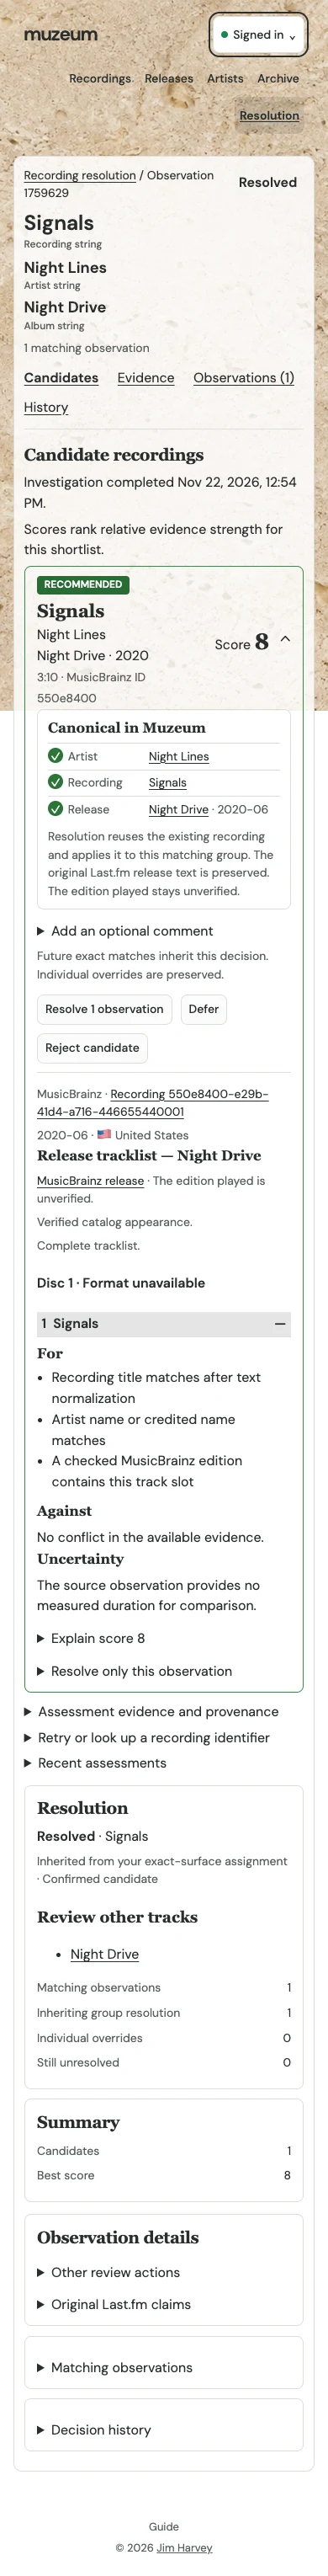 muzeum
Signed in
Recordings Releases Artists Archive
Resolution
Recording resolution / Observation
1759629
Resolved
Signals
Recording string
Night Lines
Artist string
Night Drive
Album string
1 matching observation
Candidates Evidence Observations (1)
History
Candidate recordings
Investigation completed Nov 22, 2026, 12:54
PM.
Scores rank relative evidence strength for
this shortlist.
RECOMMENDED
Signals
Night Lines
Night Drive · 2020
3:10 · MusicBrainz ID
550e8400
Score 8
Canonical in Muzeum
Artist Night Lines
Recording Signals
Release Night Drive · 2020-06
Resolution reuses the existing recording
and applies it to this matching group. The
original Last.fm release text is preserved.
The edition played stays unverified.
Add an optional comment
Future exact matches inherit this decision.
Individual overrides are preserved.
Resolve 1 observation Defer
Reject candidate
MusicBrainz · Recording 550e8400-e29b-
41d4-a716-446655440001
2020-06 · 🇺🇸 United States
Release tracklist — Night Drive
MusicBrainz release · The edition played is
unverified.
Verified catalog appearance.
Complete tracklist.
Disc 1 · Format unavailable
1 Signals —
For
• Recording title matches after text
normalization
• Artist name or credited name
matches
• A checked MusicBrainz edition
contains this track slot
Against
No conflict in the available evidence.
Uncertainty
The source observation provides no
measured duration for comparison.
Explain score 8
Resolve only this observation
Assessment evidence and provenance
Retry or look up a recording identifier
Recent assessments
Resolution
Resolved · Signals
Inherited from your exact-surface assignment
· Confirmed candidate
Review other tracks
• Night Drive
Matching observations 1
Inheriting group resolution 1
Individual overrides 0
Still unresolved 0
Summary
Candidates 1
Best score 8
Observation details
Other review actions
Original Last.fm claims
Matching observations
Decision history
Guide
© 2026 Jim Harvey